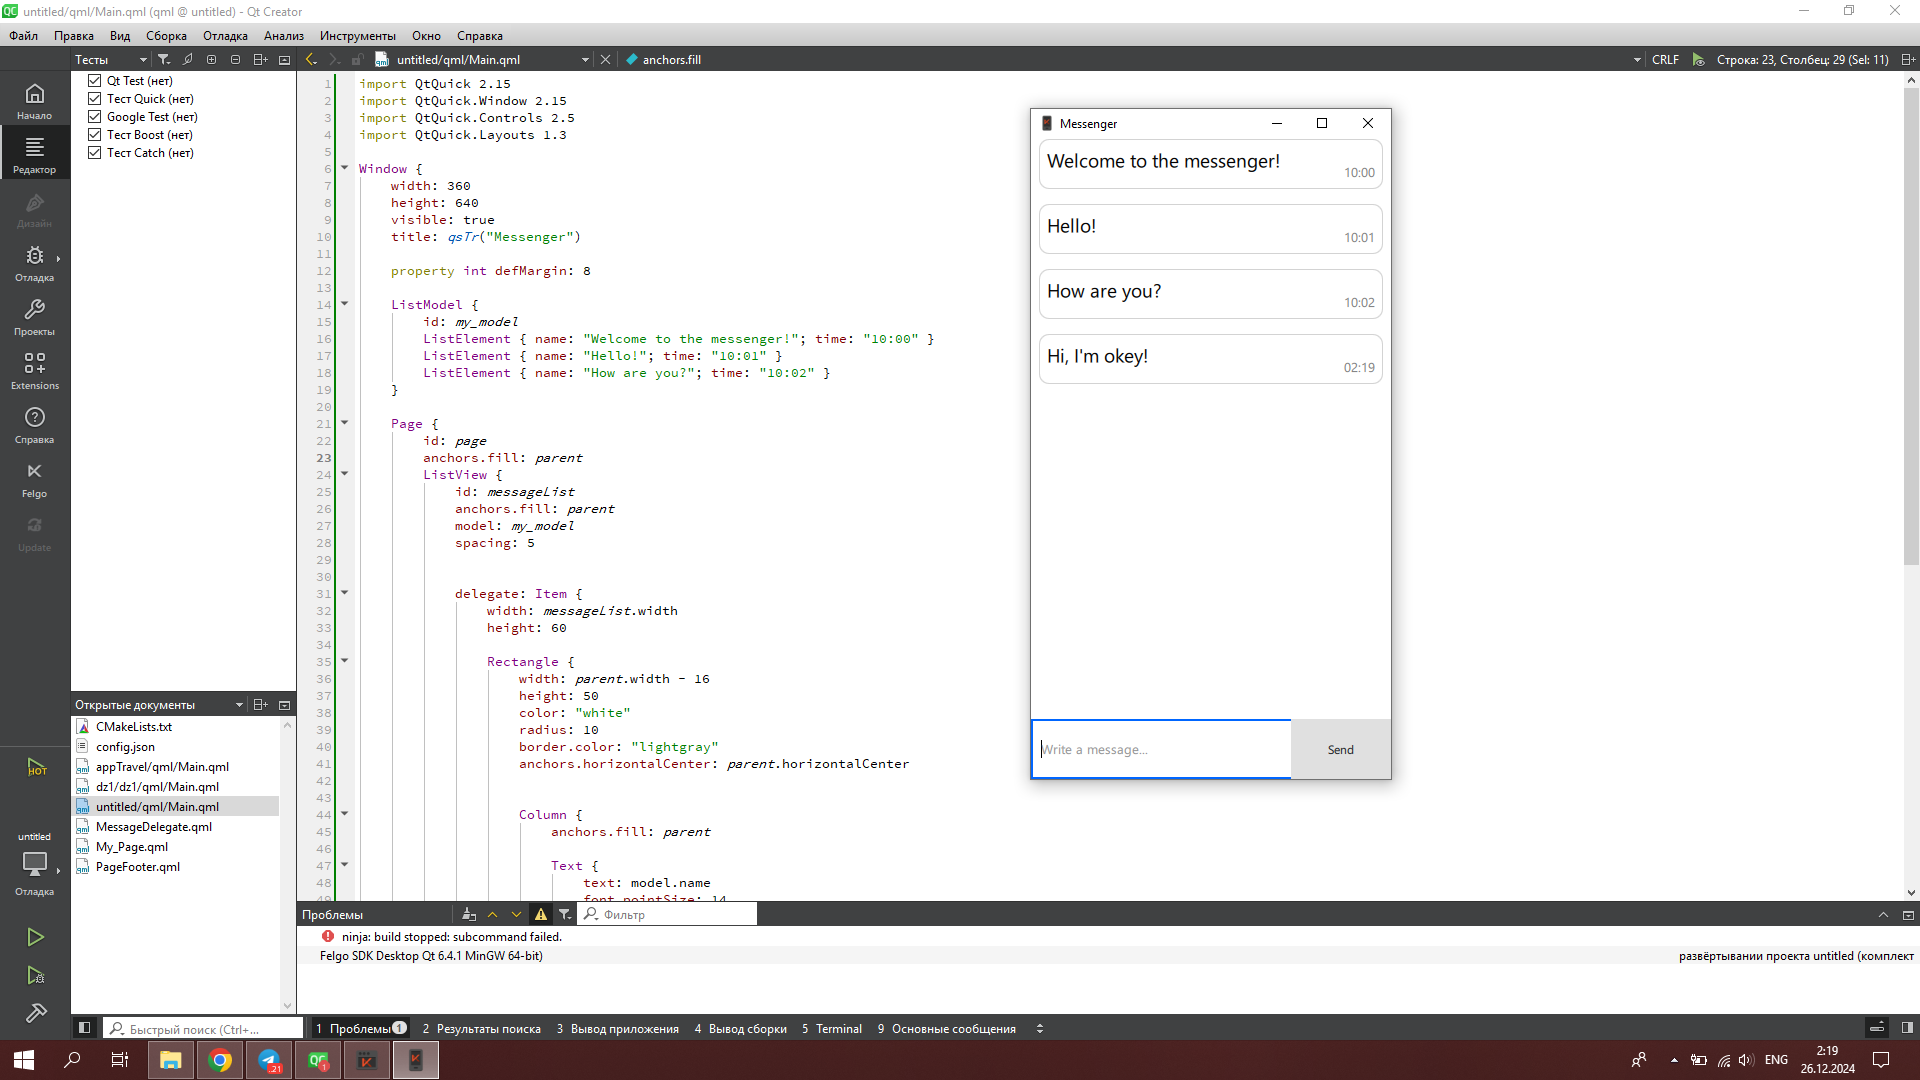 untitled/qml/Main.qml (qml @ untitled) - Qt Creator
Файл Правка Вид Сборка Отладка Анализ Инструменты Окно Справка
Тесты
untitled/qml/Main.qml
anchors.fill
CRLF
Строка: 23, Столбец: 29 (Sel: 11)
Начало
Редактор
Дизайн
Отладка
Проекты
Extensions
Справка
Felgo
Update
HOT
untitled
Отладка
Qt Test (нет)
Тест Quick (нет)
Google Test (нет)
Тест Boost (нет)
Тест Catch (нет)
Открытые документы
CMakeLists.txt
config.json
appTravel/qml/Main.qml
dz1/dz1/qml/Main.qml
untitled/qml/Main.qml
MessageDelegate.qml
My_Page.qml
PageFooter.qml
1 import QtQuick 2.15
2 import QtQuick.Window 2.15
3 import QtQuick.Controls 2.5
4 import QtQuick.Layouts 1.3
5
6 Window {
7 width: 360
8 height: 640
9 visible: true
10 title: qsTr("Messenger")
11
12 property int defMargin: 8
13
14 ListModel {
15 id: my_model
16 ListElement { name: "Welcome to the messenger!"; time: "10:00" }
17 ListElement { name: "Hello!"; time: "10:01" }
18 ListElement { name: "How are you?"; time: "10:02" }
19 }
20
21 Page {
22 id: page
23 anchors.fill: parent
24 ListView {
25 id: messageList
26 anchors.fill: parent
27 model: my_model
28 spacing: 5
29
30
31 delegate: Item {
32 width: messageList.width
33 height: 60
34
35 Rectangle {
36 width: parent.width - 16
37 height: 50
38 color: "white"
39 radius: 10
40 border.color: "lightgray"
41 anchors.horizontalCenter: parent.horizontalCenter
42
43
44 Column {
45 anchors.fill: parent
46
47 Text {
48 text: model.name
49 font.pointSize: 14
Messenger
Welcome to the messenger!
10:00
Hello!
10:01
How are you?
10:02
Hi, I'm okey!
02:19
Write a message...
Send
Проблемы
Фильтр
ninja: build stopped: subcommand failed.
Felgo SDK Desktop Qt 6.4.1 MinGW 64-bit)
развёртывании проекта untitled (комплект
Быстрый поиск (Ctrl+...
1 Проблемы 1
2 Результаты поиска
3 Вывод приложения
4 Вывод сборки
5 Terminal
9 Основные сообщения
..21
1
ENG
2:19
26.12.2024